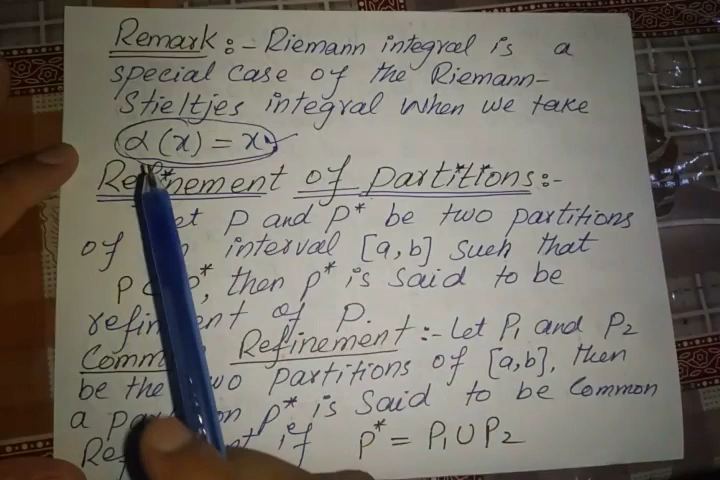 Remark:- Riemann integral is a
special case of the Riemann-
Stieltjes integral when we take
α(x) = x
Refinement of partitions:-
P and P* be two partitions
of interval [a,b] such that
P P*, then P* is said to be
of P.
Refinement:- Let P₁ and P₂
be the two partitions of [a,b], then
a P* is said to be Common
if P* = P₁∪P₂